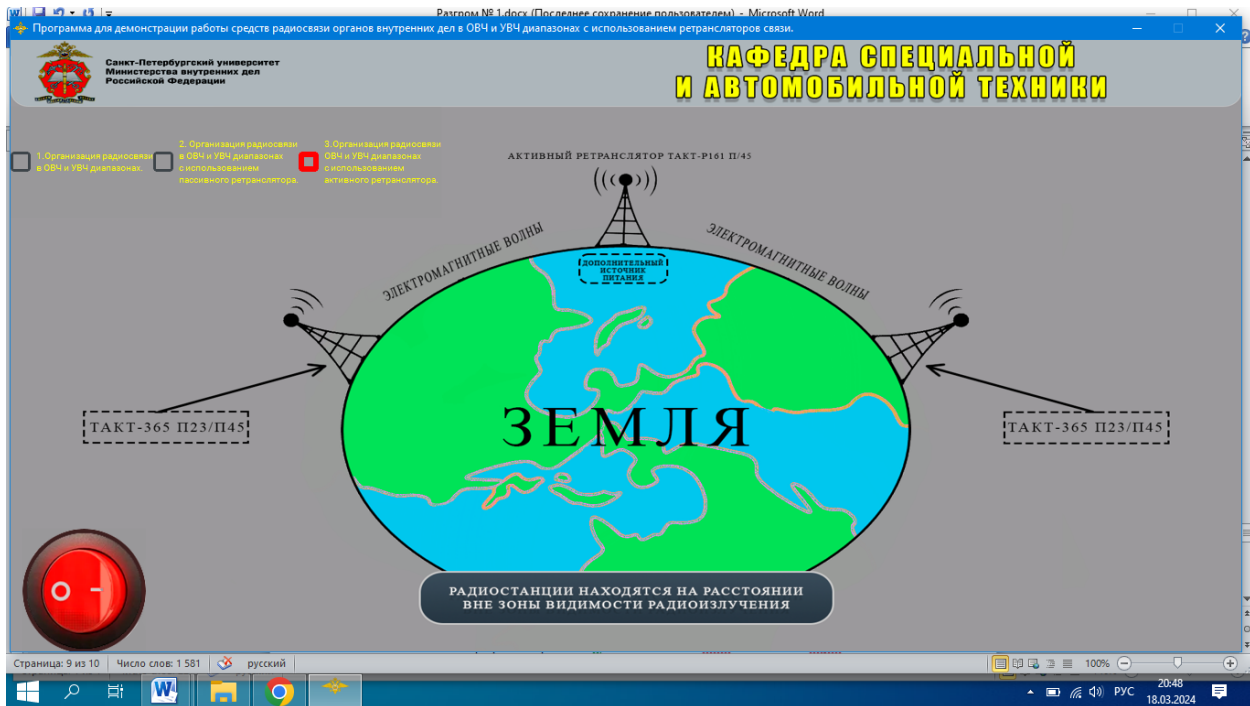 Разгром № 1.docx (Последнее сохранение пользователем) - Microsoft Word
Программа для демонстрации работы средств радиосвязи органов внутренних дел в ОВЧ и УВЧ диапазонах с использованием ретрансляторов связи.
Санкт-Петербургский университет
Министерства внутренних дел
Российской Федерации
КАФЕДРА СПЕЦИАЛЬНОЙ
И АВТОМОБИЛЬНОЙ ТЕХНИКИ
1.Организация радиосвязи
в ОВЧ и УВЧ диапазонах.
2. Организация радиосвязи
в ОВЧ и УВЧ диапазонах
с использованием
пассивного ретранслятора.
3.Организация радиосвязи
ОВЧ и УВЧ диапазонах
с использованием
активного ретранслятора.
АКТИВНЫЙ РЕТРАНСЛЯТОР ТАКТ-Р161 П/45
ЭЛЕКТРОМАГНИТНЫЕ ВОЛНЫ
ЭЛЕКТРОМАГНИТНЫЕ ВОЛНЫ
ДОПОЛНИТЕЛЬНЫЙ
ИСТОЧНИК
ПИТАНИЯ
ТАКТ-365 П23/П45
ЗЕМЛЯ
ТАКТ-365 П23/П45
РАДИОСТАНЦИИ НАХОДЯТСЯ НА РАССТОЯНИИ
ВНЕ ЗОНЫ ВИДИМОСТИ РАДИОИЗЛУЧЕНИЯ
Страница: 9 из 10 Число слов: 1 581 русский 100%
РУС
20:48
18.03.2024